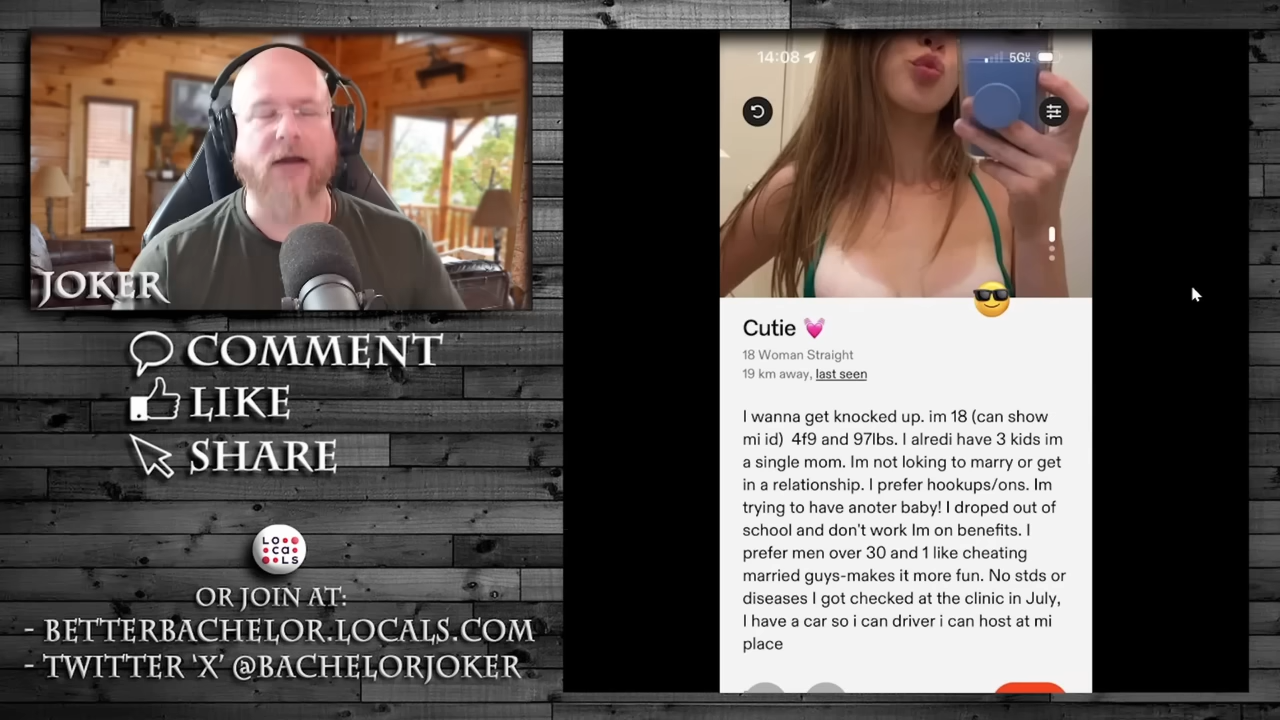 JOKER
COMMENT
LIKE
SHARE
LOCALS
OR JOIN AT:
- BETTERBACHELOR.LOCALS.COM
- TWITTER 'X' @BACHELORJOKER
14:08
5G
Cutie
18 Woman Straight
19 km away, last seen
I wanna get knocked up. im 18 (can show
mi id)  4f9 and 97lbs. I alredi have 3 kids im
a single mom. Im not loking to marry or get
in a relationship. I prefer hookups/ons. Im
trying to have anoter baby! I droped out of
school and don't work Im on benefits. I
prefer men over 30 and 1 like cheating
married guys-makes it more fun. No stds or
diseases I got checked at the clinic in July,
I have a car so i can driver i can host at mi
place